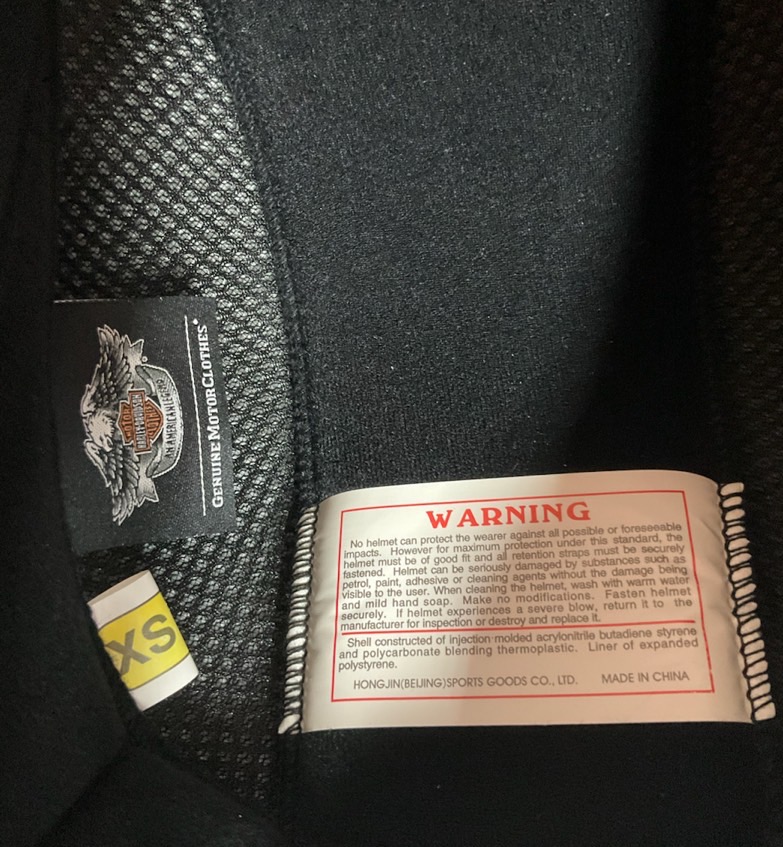 MOTOR
HARLEY-DAVIDSON
CLOTHES
AN AMERICAN LEGEND
GENUINE MOTORCLOTHES®
XS
WARNING
No helmet can protect the wearer against all possible or foreseeable
impacts. However for maximum protection under this standard, the
helmet must be of good fit and all retention straps must be securely
fastened. Helmet can be seriously damaged by substances such as
petrol, paint, adhesive or cleaning agents without the damage being
visible to the user. When cleaning the helmet, wash with warm water
and mild hand soap. Make no modifications. Fasten helmet
securely. If helmet experiences a severe blow, return it to the
manufacturer for inspection or destroy and replace it.
Shell constructed of injection molded acrylonitrile butadiene styrene
and polycarbonate blending thermoplastic. Liner of expanded
polystyrene.
HONGJIN(BEIJING)SPORTS GOODS CO., LTD. MADE IN CHINA